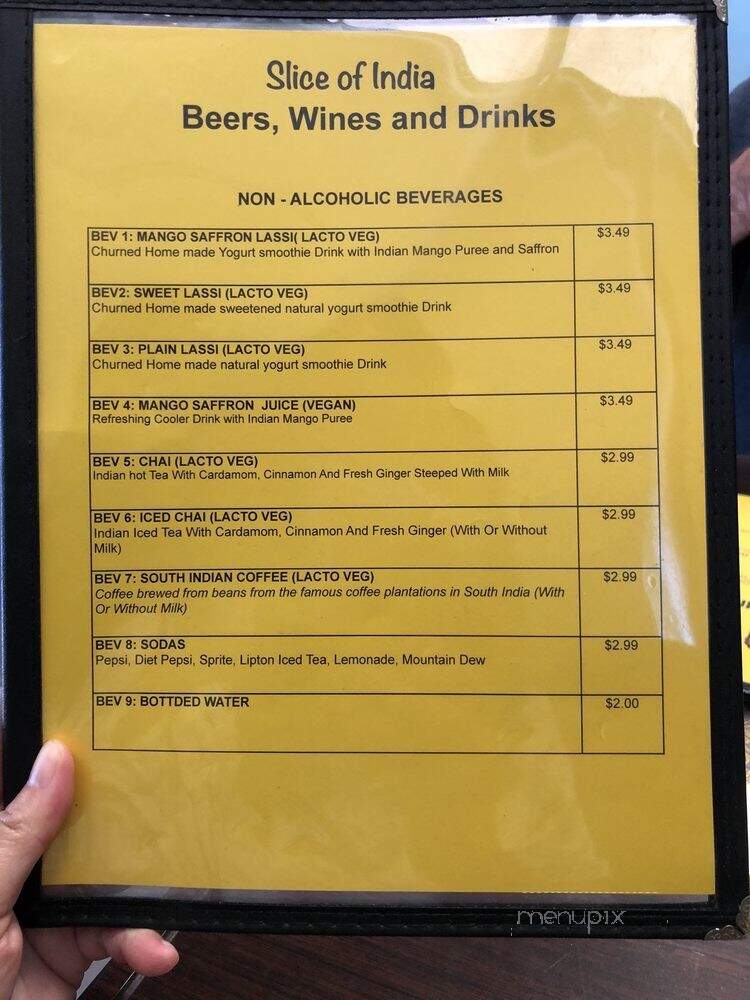 Slice of India
Beers, Wines and Drinks
NON - ALCOHOLIC BEVERAGES
BEV 1: MANGO SAFFRON LASSI( LACTO VEG) $3.49
Churned Home made Yogurt smoothie Drink with Indian Mango Puree and Saffron
BEV2: SWEET LASSI (LACTO VEG) $3.49
Churned Home made sweetened natural yogurt smoothie Drink
BEV 3: PLAIN LASSI (LACTO VEG) $3.49
Churned Home made natural yogurt smoothie Drink
BEV 4: MANGO SAFFRON JUICE (VEGAN) $3.49
Refreshing Cooler Drink with Indian Mango Puree
BEV 5: CHAI (LACTO VEG) $2.99
Indian hot Tea With Cardamom, Cinnamon And Fresh Ginger Steeped With Milk
BEV 6: ICED CHAI (LACTO VEG) $2.99
Indian Iced Tea With Cardamom, Cinnamon And Fresh Ginger (With Or Without
Milk)
BEV 7: SOUTH INDIAN COFFEE (LACTO VEG) $2.99
Coffee brewed from beans from the famous coffee plantations in South India (With
Or Without Milk)
BEV 8: SODAS $2.99
Pepsi, Diet Pepsi, Sprite, Lipton Iced Tea, Lemonade, Mountain Dew
BEV 9: BOTTDED WATER $2.00
menupix